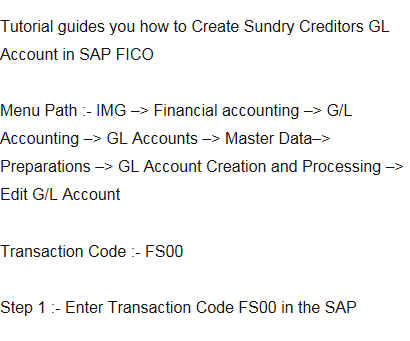 Tutorial guides you how to Create Sundry Creditors GL
Account in SAP FICO
Menu Path :- IMG –> Financial accounting –> G/L
Accounting –> GL Accounts –> Master Data–>
Preparations –> GL Account Creation and Processing –>
Edit G/L Account
Transaction Code :- FS00
Step 1 :- Enter Transaction Code FS00 in the SAP